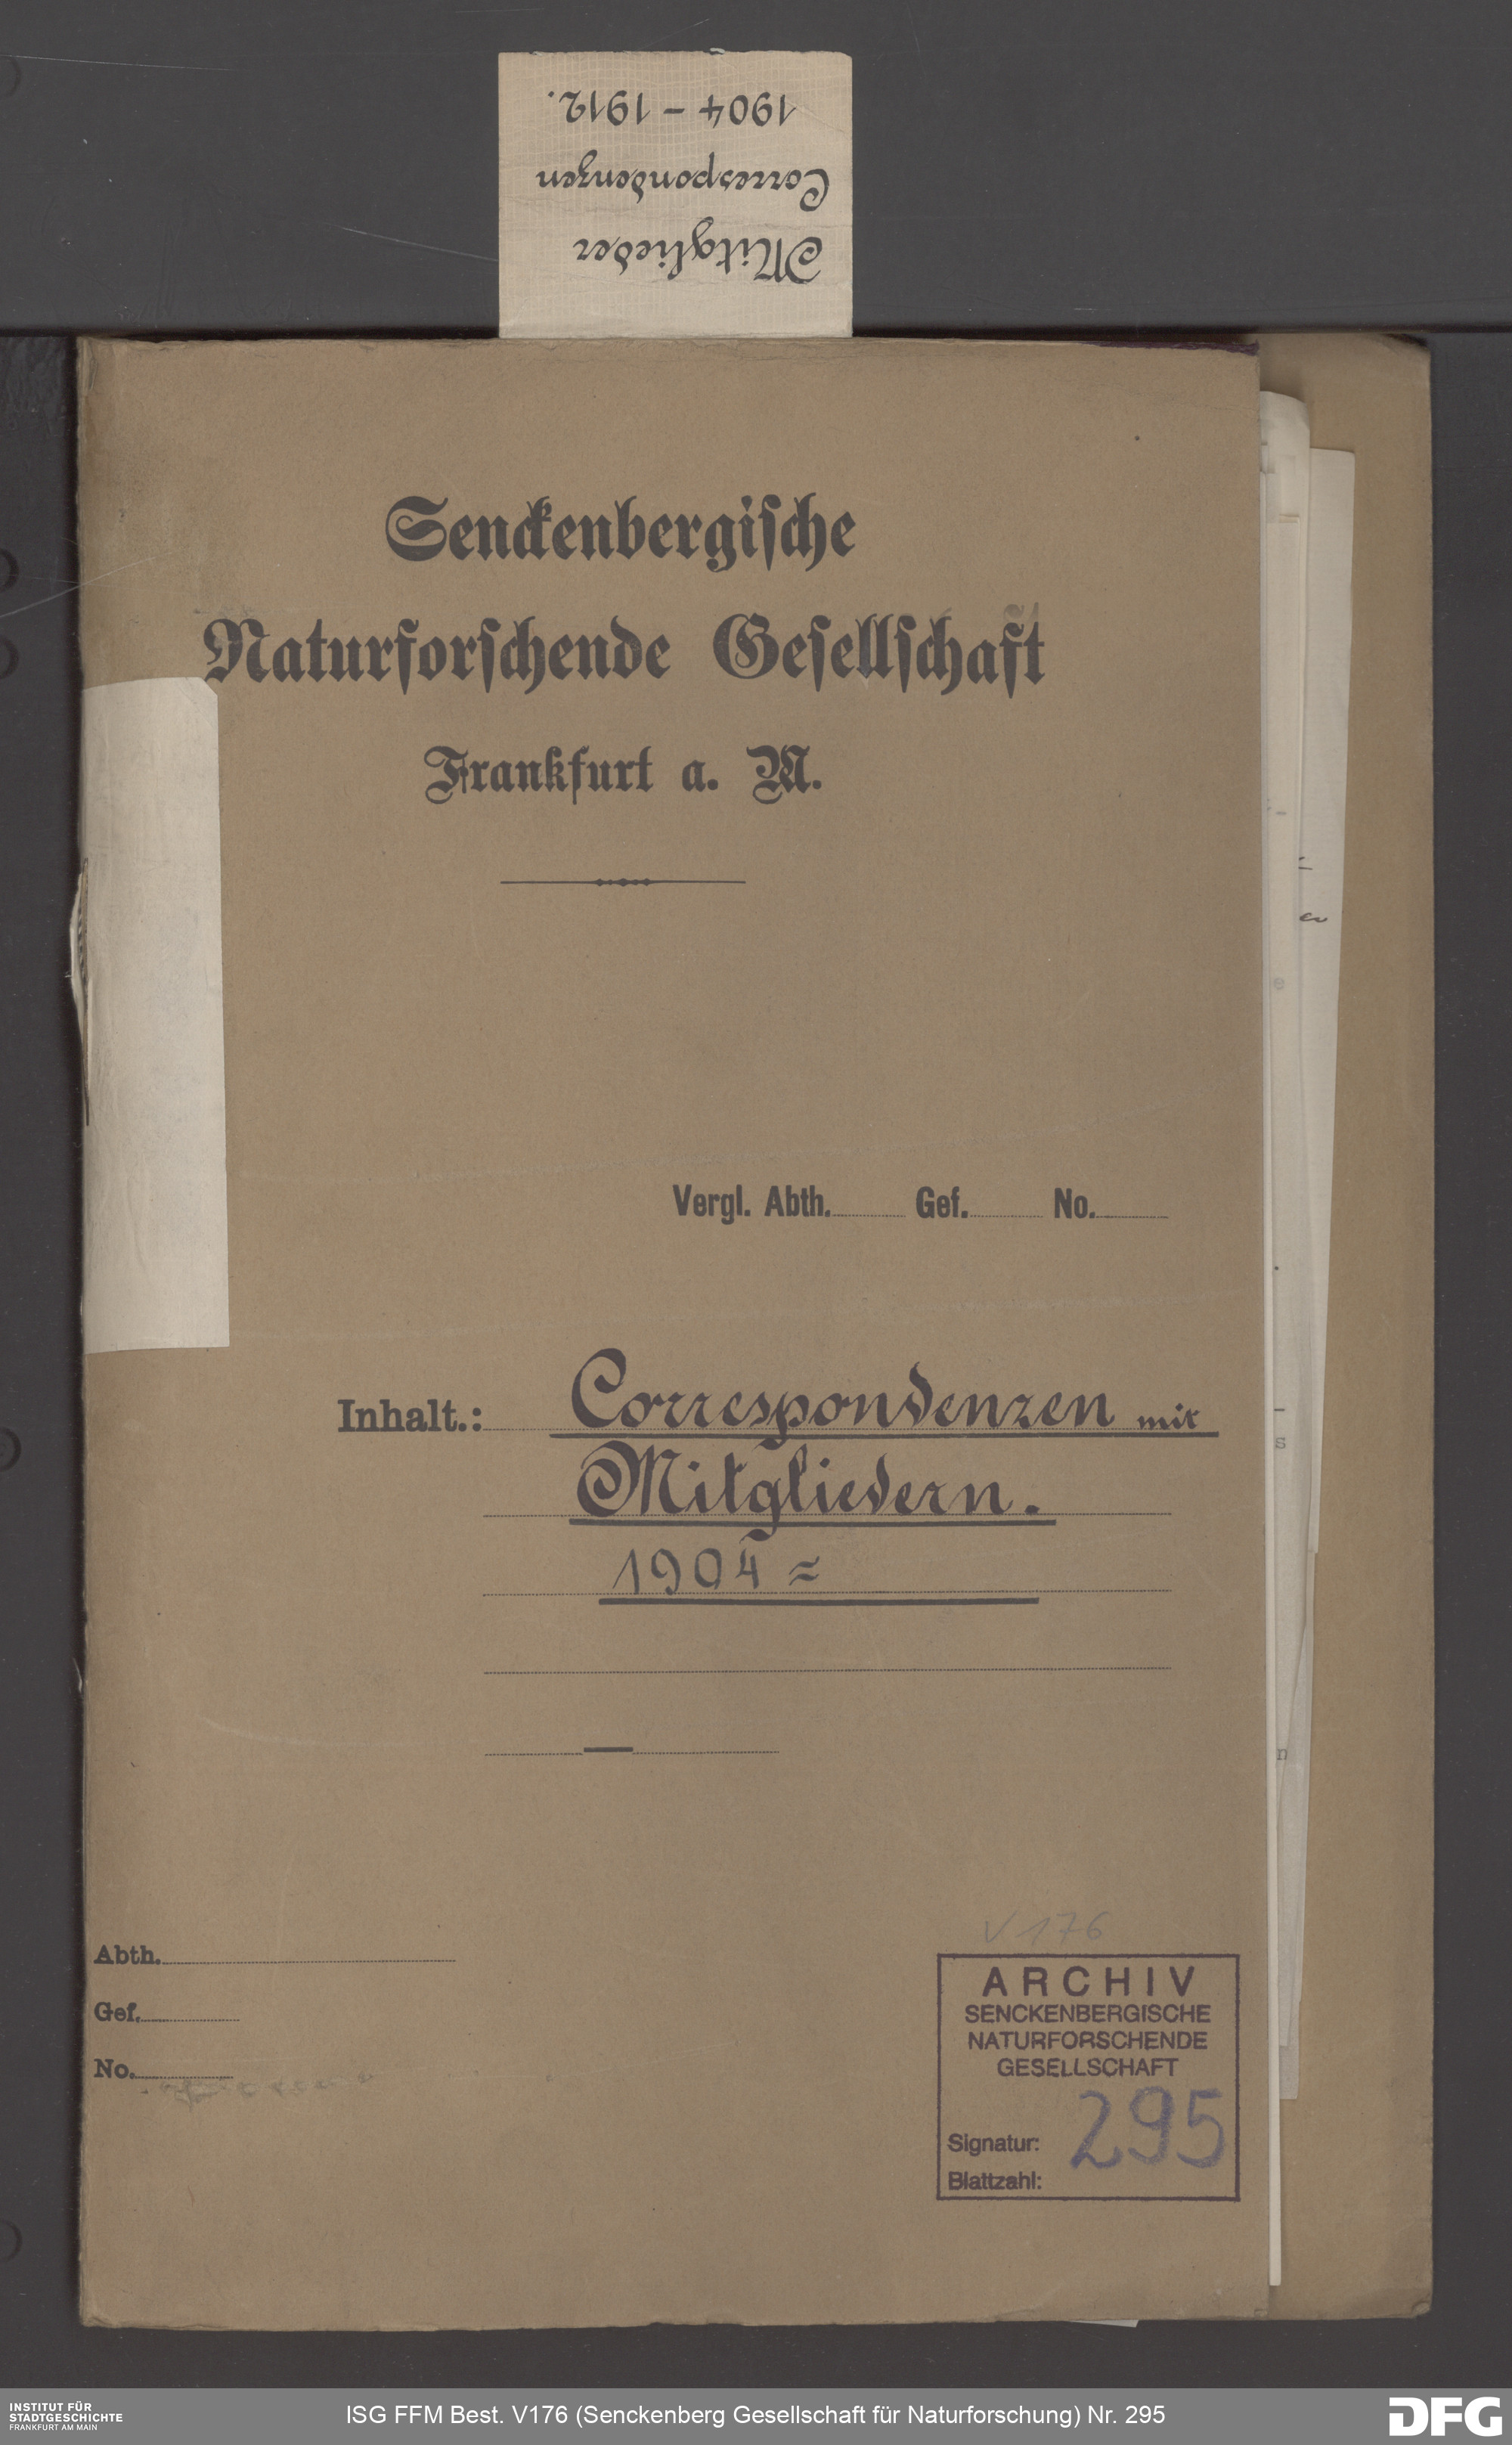 Mitglieder
Correspondenzen
1904 - 1912.
Senckenbergische
Naturforschende Gesellschaft
Frankfurt a. M.
Vergl. Abth. Gef. No.
Inhalt.: Correspondenzen mit
Mitgliedern.
1904 =
Abth.
Gef.
No.
V 176
ARCHIV
SENCKENBERGISCHE
NATURFORSCHENDE
GESELLSCHAFT
Signatur: 295
Blattzahl:
INSTITUT FÜR
STADTGESCHICHTE
FRANKFURT AM MAIN
ISG FFM Best. V176 (Senckenberg Gesellschaft für Naturforschung) Nr. 295
DFG